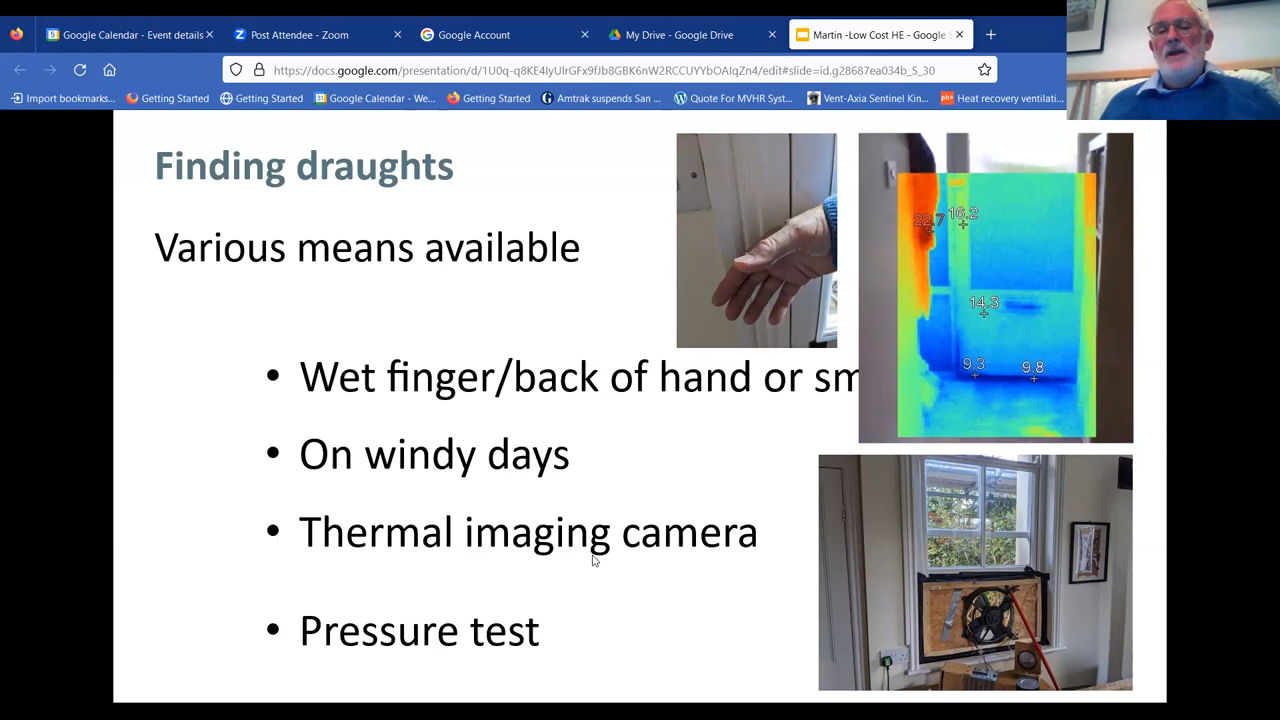 Google Calendar - Event details
Post Attendee - Zoom
Google Account
My Drive - Google Drive
Martin -Low Cost HE - Google S
https://docs.google.com/presentation/d/1U0q-q8KE4IyUlrGFx9fJb8GBK6nW2RCCUYYbOAIqZn4/edit#slide=id.g28687ea034b_5_30
Import bookmarks...
Getting Started
Getting Started
Google Calendar - We...
Getting Started
Amtrak suspends San ...
Quote For MVHR Syst...
Vent-Axia Sentinel Kin...
Heat recovery ventilati...
Finding draughts
Various means available
• Wet finger/back of hand or sm
• On windy days
• Thermal imaging camera
• Pressure test
22.7
16.2
14.3
9.3
9.8